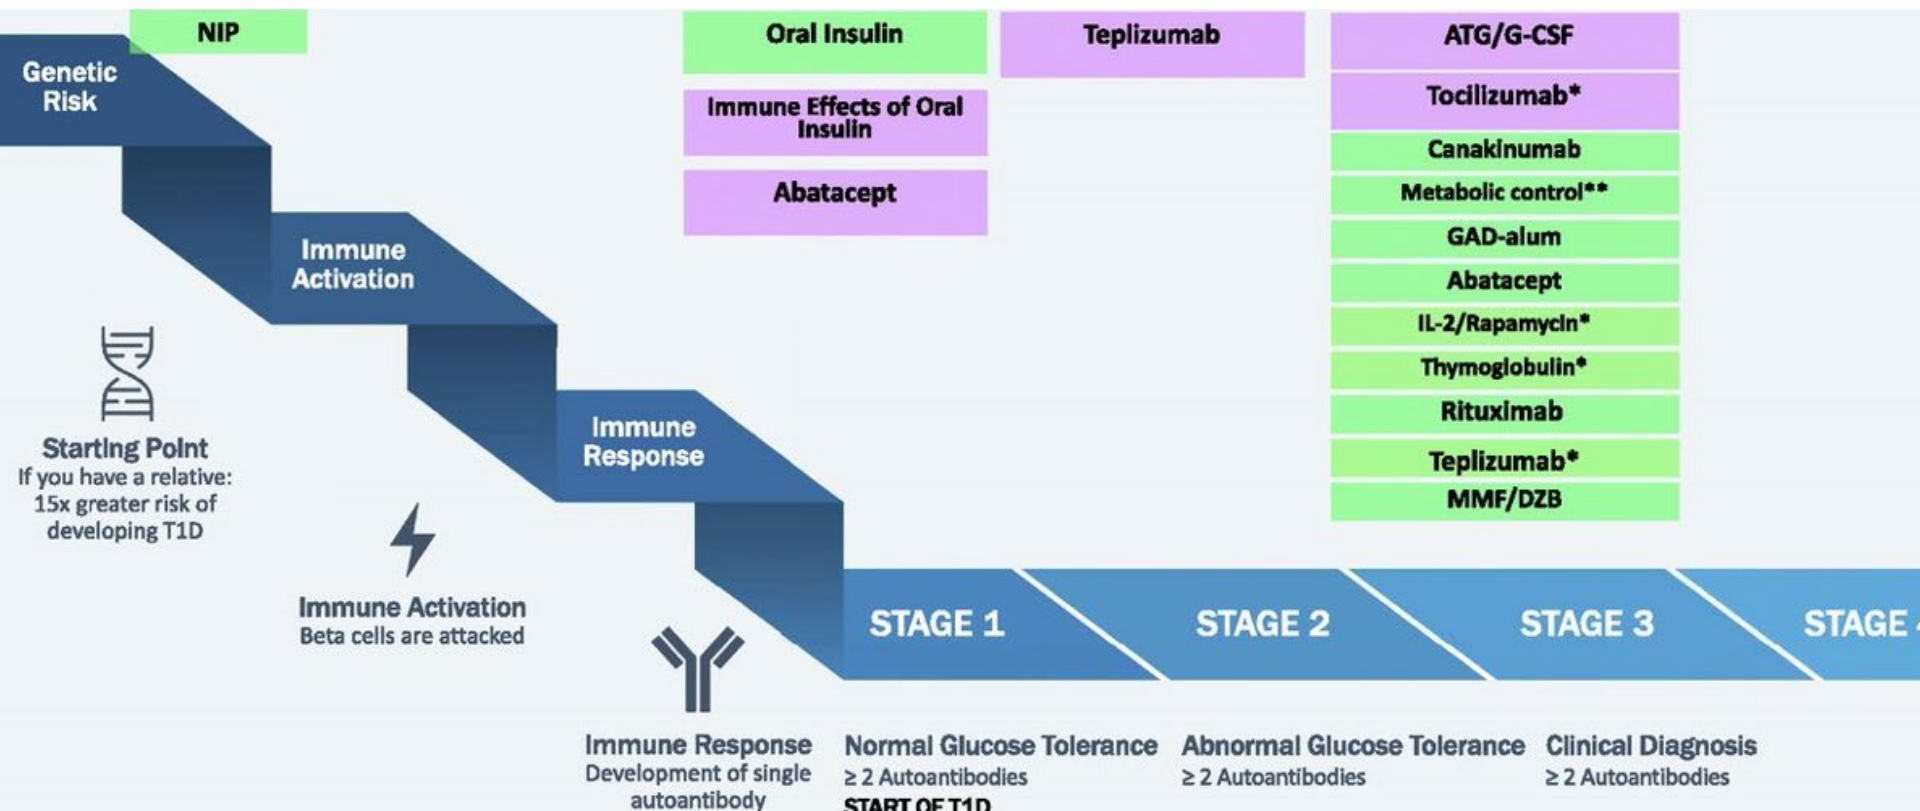 NIP
Oral Insulin
Teplizumab
ATG/G-CSF
Genetic
Risk
Immune Effects of Oral
Insulin
Tocilizumab*
Canakinumab
Abatacept
Metabolic control**
GAD-alum
Immune
Activation
Abatacept
IL-2/Rapamycin*
Thymoglobulin*
Rituximab
Teplizumab*
MMF/DZB
Immune
Response
Starting Point
If you have a relative:
15x greater risk of
developing T1D
Immune Activation
Beta cells are attacked
STAGE 1
STAGE 2
STAGE 3
STAGE
Immune Response
Development of single
autoantibody
Normal Glucose Tolerance
≥ 2 Autoantibodies
START OF T1D
Abnormal Glucose Tolerance
≥ 2 Autoantibodies
Clinical Diagnosis
≥ 2 Autoantibodies